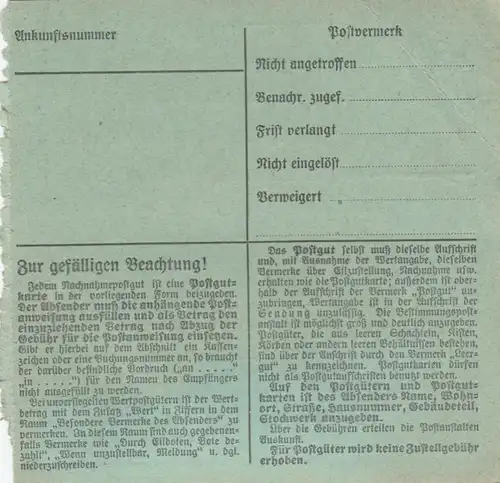 Ankunftsnummer
Postvermerk
Nicht angetroffen
Benachr. zugef.
Frist verlangt
Nicht eingelöst
Verweigert „
Zur gefälligen Beachtung!
Jedem Nachnahmepostgut ist eine Postgut-
karte in der vorliegenden Form beizugeben.
Der Absender muß die anhängende Post-
anweisung ausfüllen und als Betrag den
einzuziehenden Betrag nach Abzug der
Gebühr für die Postanweisung einsetzen.
Gibt er hierbei auf dem Abschnitt ein Kassen-
zeichen oder eine Buchungsnummer an, so braucht
der darüber befindliche Vordruck („an .....“
„in .....“) für den Namen des Empfängers
nicht ausgefüllt zu werden.
Bei unversiegelten Wertpostgütern ist der Wert-
betrag mit dem Zusatz „Wert“ in Ziffern in dem
Raum „Besondere Vermerke des Absenders“ zu
vermerken. In diesem Raum sind auch gegebenen-
falls Vermerke wie „Durch Eilboten, Bote be-
zahlt“, „Wenn unzustellbar, Meldung“ u. dgl.
niederzuschreiben.
Das Postgut selbst muß dieselbe Aufschrift
und, mit Ausnahme der Wertangabe, dieselben
Vermerke über Eilzustellung, Nachnahme usw.
erhalten wie die Postgutkarte; außerdem ist ober-
halb der Aufschrift der Vermerk „Postgut“ an-
zubringen. Wertangabe ist in der Aufschrift der
Sendung unzulässig. Die Bestimmungspost-
anstalt ist möglichst groß und deutlich anzugeben.
Postgüter, die aus leeren Schachteln, Kisten,
Körben oder andern leeren Behältnissen bestehen,
sind über der Anschrift durch den Vermerk „Leer-
gut“ zu kennzeichnen. Postgutkarten dürfen
nicht als Postgutaufschriften benutzt werden.
Auf den Postgütern und Postgut-
karten ist des Absenders Name, Wohn-
ort, Straße, Hausnummer, Gebäudeteil,
Stockwerk anzugeben.
Über die Gebühren erteilen die Postanstalten
Auskunft.
Für Postgüter wird keine Zustellgebühr
erhoben.